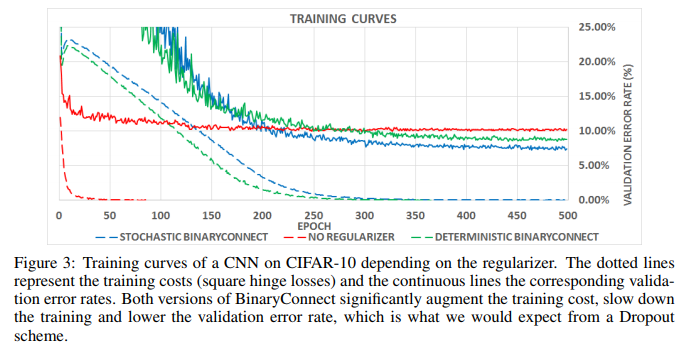 TRAINING CURVES
25.00%
20.00%
15.00%
10.00%
5.00%
0.00%
VALIDATION ERROR RATE (%)
0 50 100 150 200 250 300 350 400 450 500
EPOCH
STOCHASTIC BINARYCONNECT NO REGULARIZER DETERMINISTIC BINARYCONNECT
Figure 3: Training curves of a CNN on CIFAR-10 depending on the regularizer. The dotted lines
represent the training costs (square hinge losses) and the continuous lines the corresponding valida-
tion error rates. Both versions of BinaryConnect significantly augment the training cost, slow down
the training and lower the validation error rate, which is what we would expect from a Dropout
scheme.